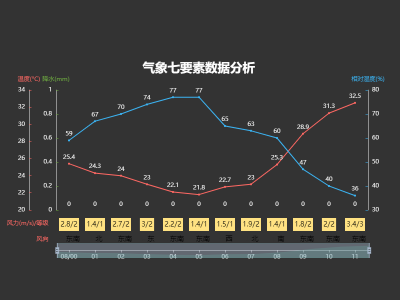 气象七要素数据分析
温度(°C) 降水(mm) 相对湿度(%)
34 1 80
32 0.8 70
28 0.6 60
26 0.4 50
22 0.2 40
20 0 30
59 67 70 74 77 77 65 63 60 47 40 36
25.4 24.3 24 23 22.1 21.8 22.7 23 25.3 28.9 31.3 32.5
0 0 0 0 0 0 0 0 0 0 0 0
风力(m/s)/等级 2.8/2 1.4/1 2.7/2 3/2 2.2/2 1.4/1 1.5/1 1.9/2 1.4/1 1.8/2 2/2 3.4/3
风向 东南 北 东南 东 东南 东南 西 北 南 东南 东南 东南
08/00 01 02 03 04 05 06 07 08 09 10 11